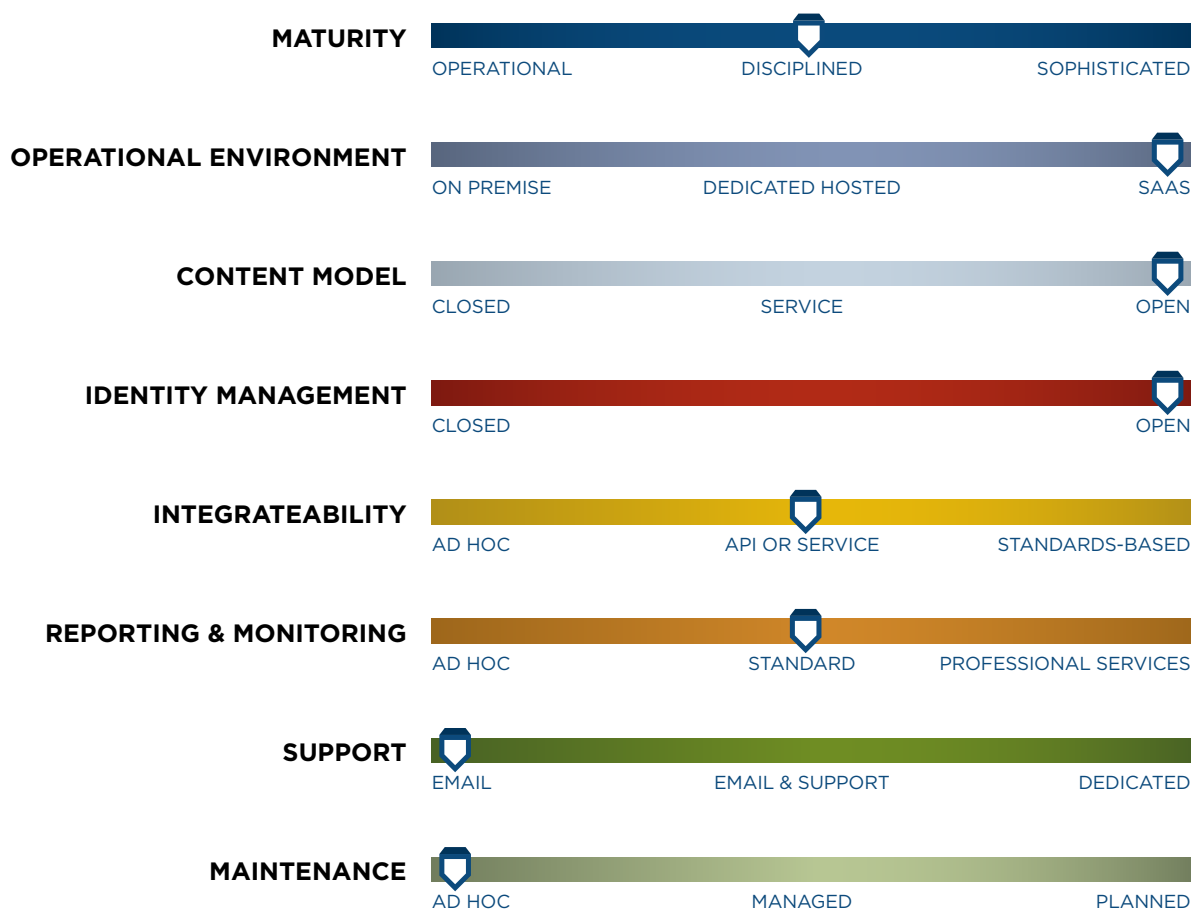 MATURITY
OPERATIONAL DISCIPLINED SOPHISTICATED
OPERATIONAL ENVIRONMENT
ON PREMISE DEDICATED HOSTED SAAS
CONTENT MODEL
CLOSED SERVICE OPEN
IDENTITY MANAGEMENT
CLOSED OPEN
INTEGRATEABILITY
AD HOC API OR SERVICE STANDARDS-BASED
REPORTING & MONITORING
AD HOC STANDARD PROFESSIONAL SERVICES
SUPPORT
EMAIL EMAIL & SUPPORT DEDICATED
MAINTENANCE
AD HOC MANAGED PLANNED